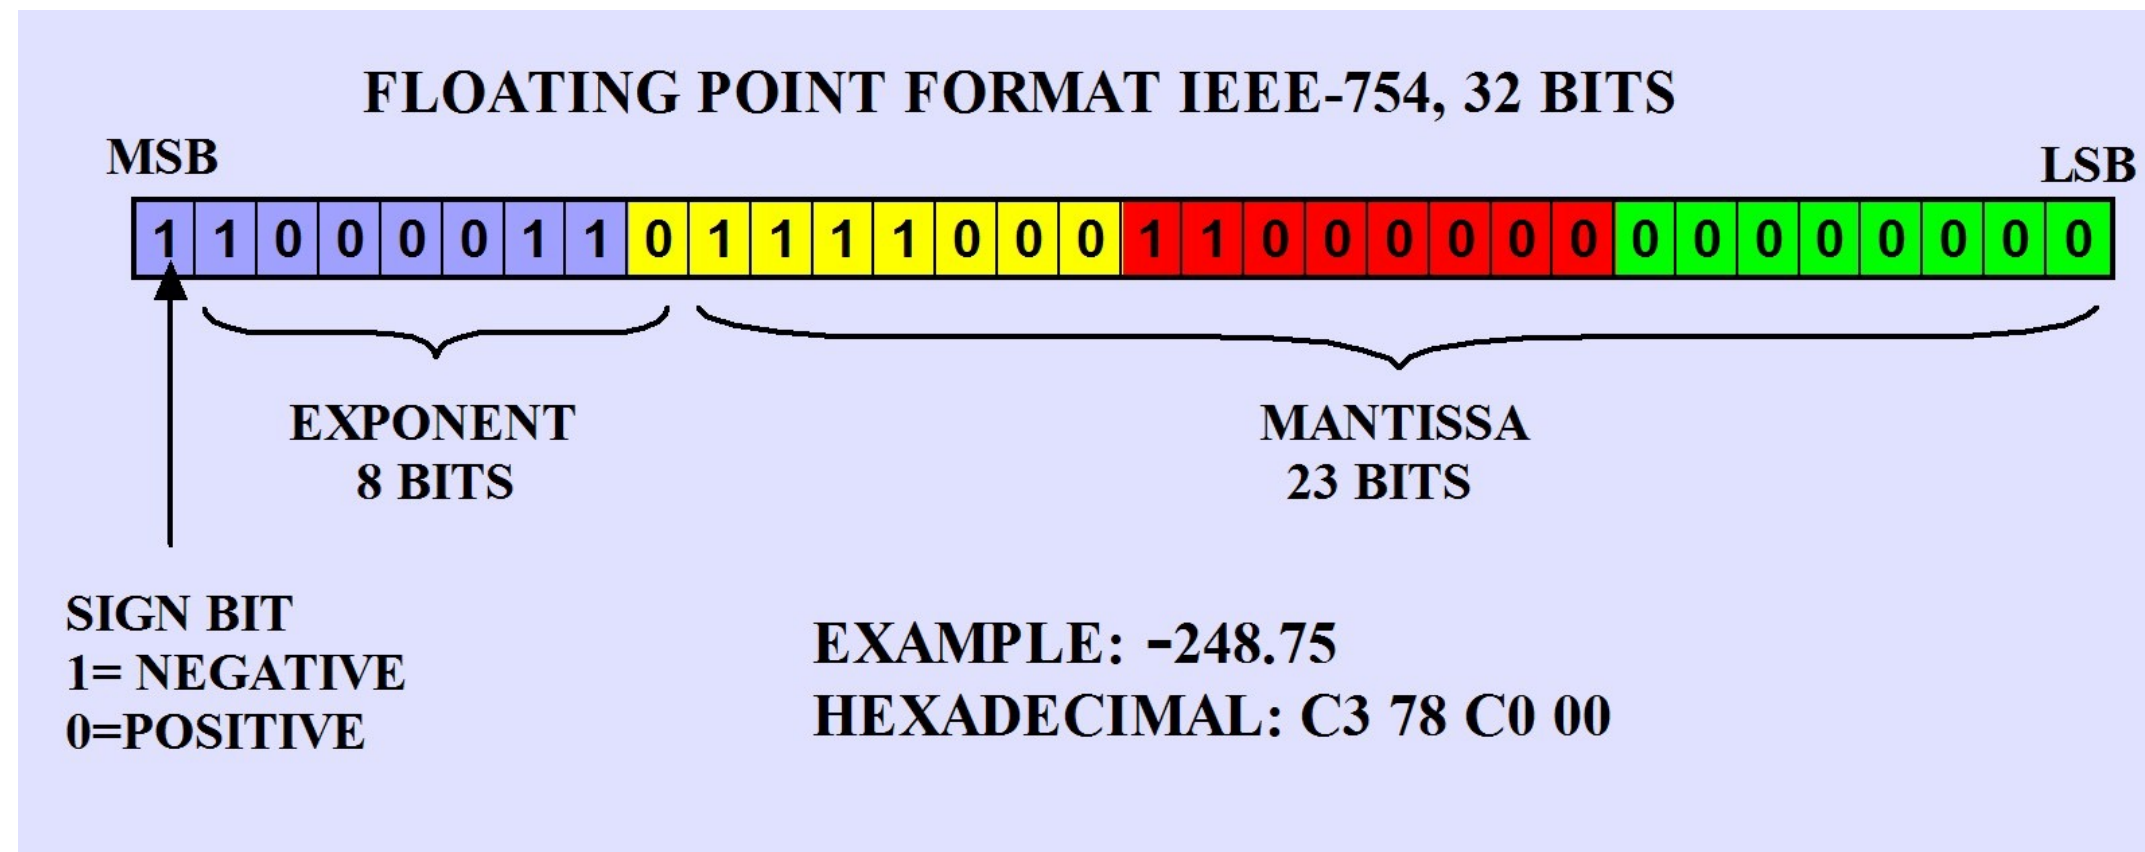 FLOATING POINT FORMAT IEEE-754, 32 BITS
MSB
LSB
1 1 0 0 0 0 1 1 0 1 1 1 1 0 0 0 1 1 0 0 0 0 0 0 0 0 0 0 0 0 0 0
EXPONENT
8 BITS
MANTISSA
23 BITS
SIGN BIT
1= NEGATIVE
0=POSITIVE
EXAMPLE: -248.75
HEXADECIMAL: C3 78 C0 00